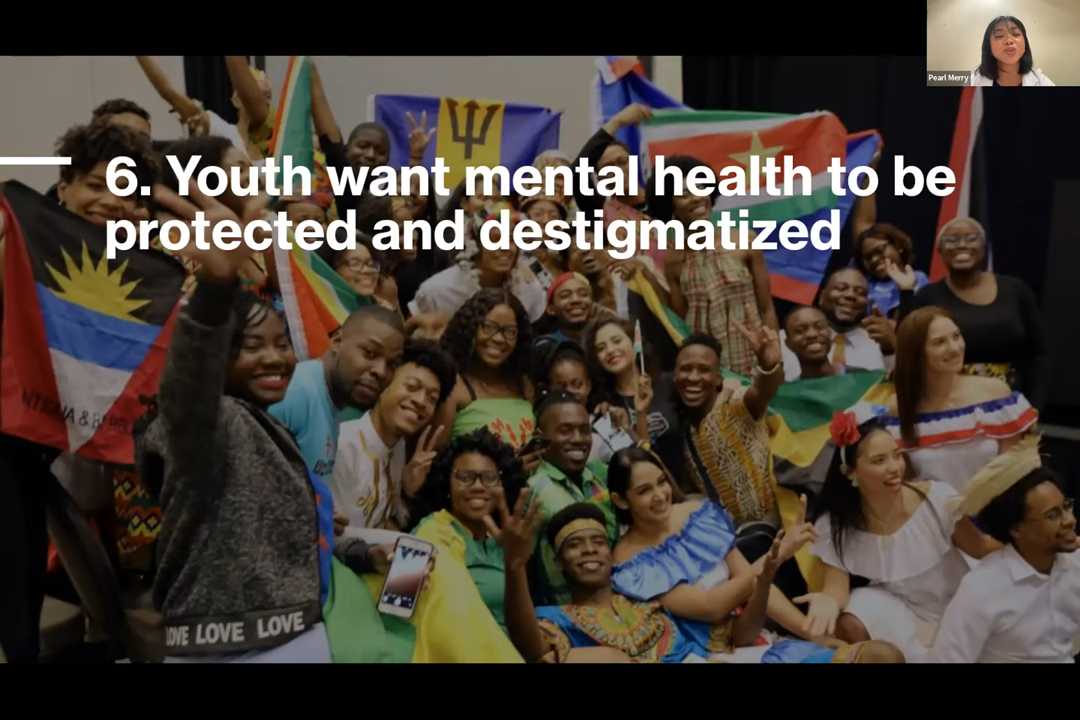 Pearl Merry
6. Youth want mental health to be
protected and destigmatized
LOVE LOVE LOVE